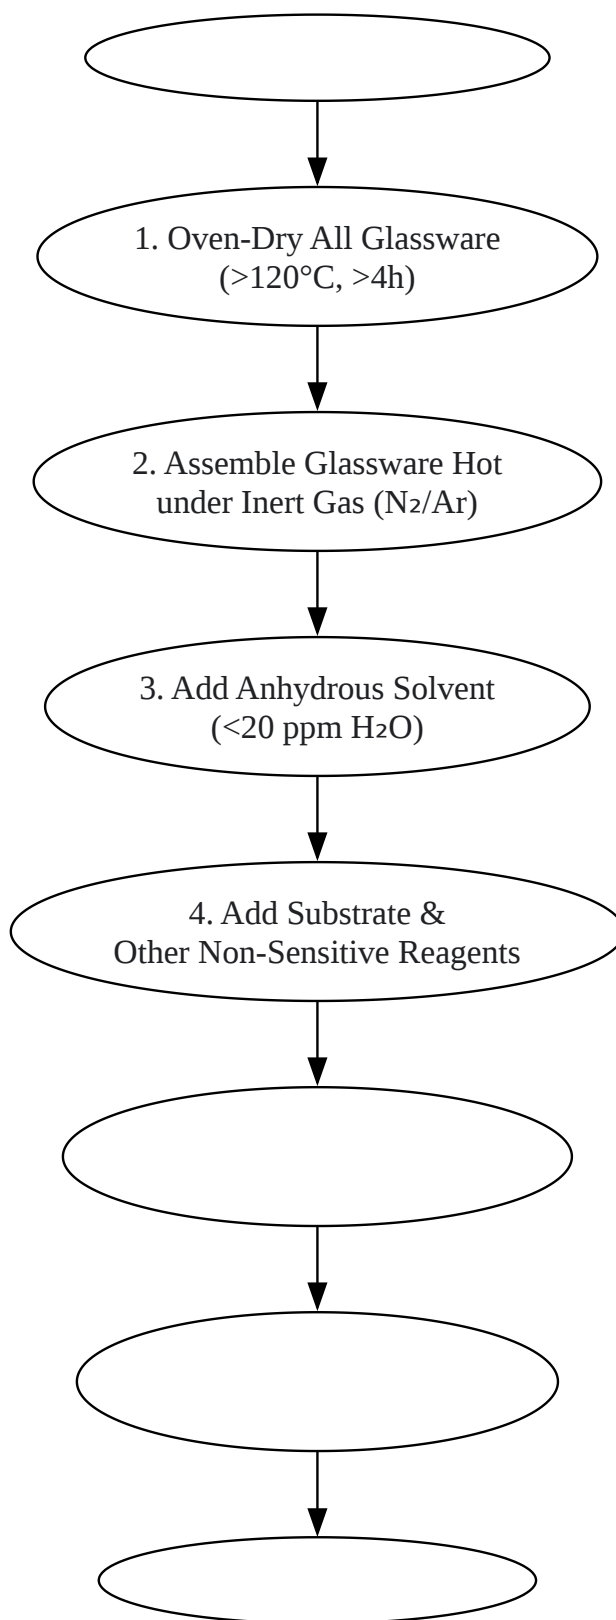 1. Oven-Dry All Glassware
(>120°C, >4h)
2. Assemble Glassware Hot
under Inert Gas (N₂/Ar)
3. Add Anhydrous Solvent
(<20 ppm H₂O)
4. Add Substrate &
Other Non-Sensitive Reagents